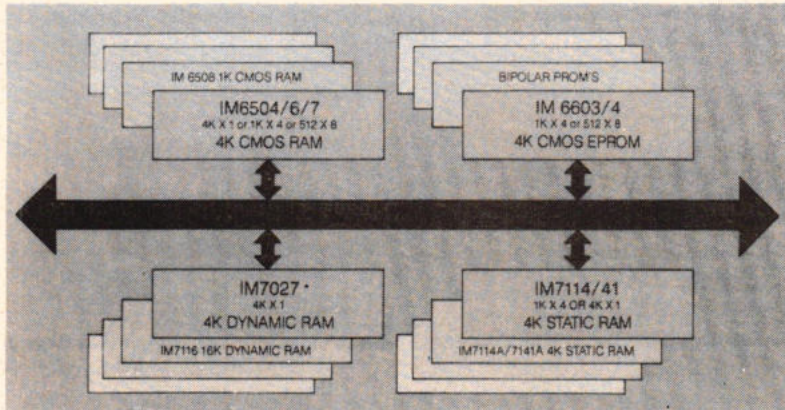 IM 6508 1K CMOS RAM
IM6504/6/7
4K X 1 or 1K X 4 or 512 X 8
4K CMOS RAM
BIPOLAR PROM'S
IM 6603/4
1K X 4 or 512 X 8
4K CMOS EPROM
IM7027 *
4K X 1
4K DYNAMIC RAM
IM7116 16K DYNAMIC RAM
IM7114/41
1K X 4 OR 4K X 1
4K STATIC RAM
IM7114A/7141A 4K STATIC RAM